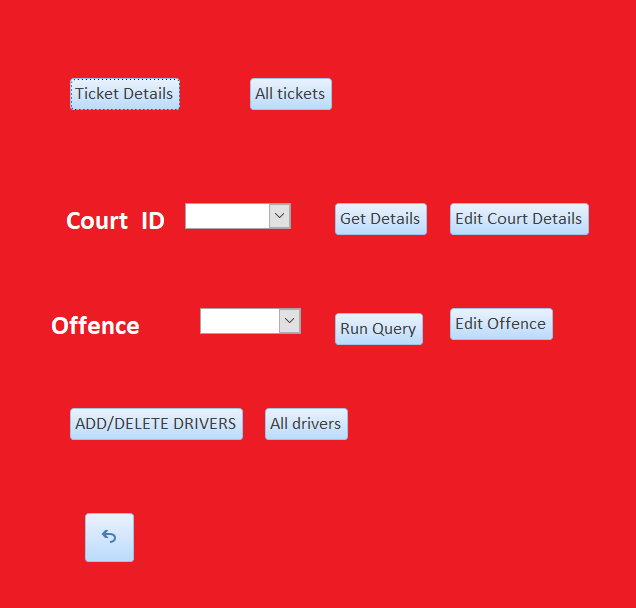 Ticket Details All tickets
Court ID Get Details Edit Court Details
Offence Run Query Edit Offence
ADD/DELETE DRIVERS All drivers